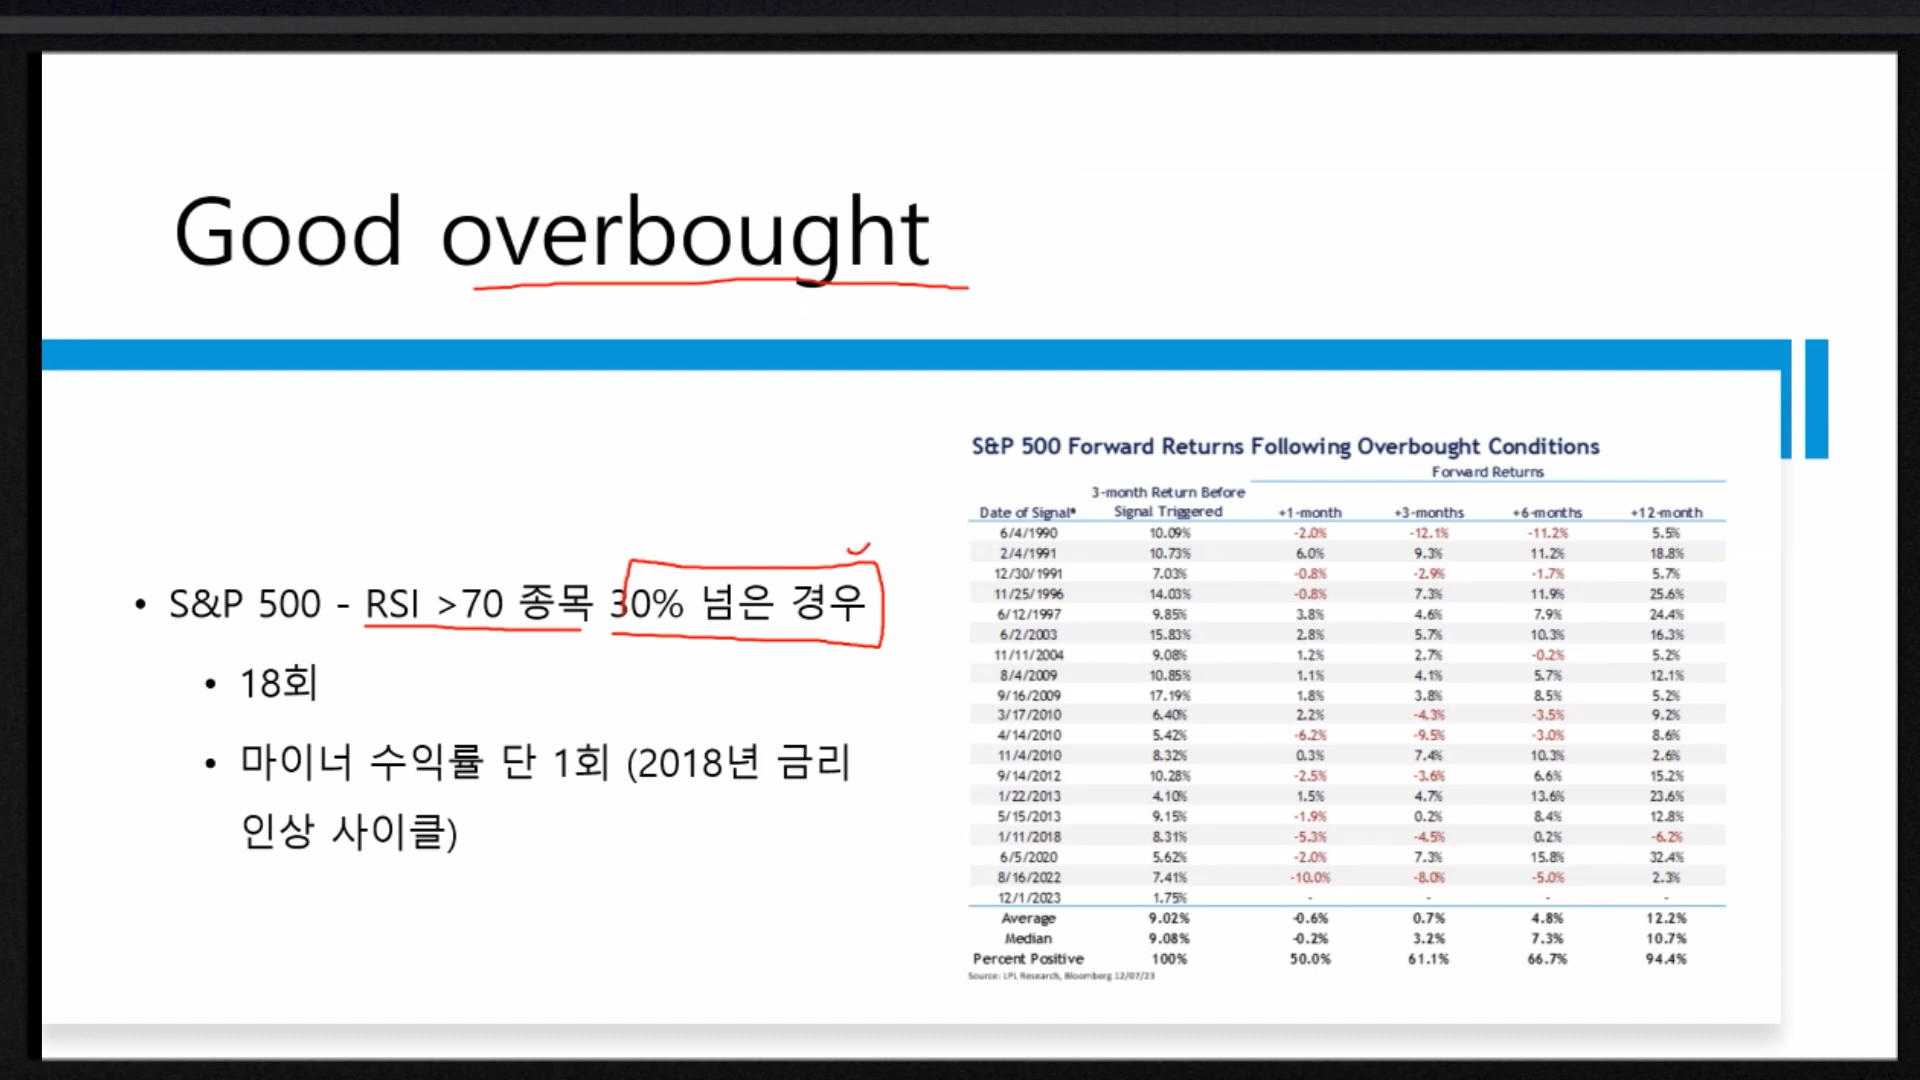 Good overbought
• S&P 500 - RSI >70 종목 30% 넘은 경우
• 18회
• 마이너 수익률 단 1회 (2018년 금리
인상 사이클)
S&P 500 Forward Returns Following Overbought Conditions
Forward Returns
3-month Return Before
Date of Signal* Signal Triggered +1-month +3-months +6-months +12-month
6/4/1990 10.09% -2.0% -12.1% -11.2% 5.5%
2/4/1991 10.73% 6.0% 9.3% 11.2% 18.8%
12/30/1991 7.03% -0.8% -2.9% -1.7% 5.7%
11/25/1996 14.03% -0.8% 7.3% 11.9% 25.6%
6/12/1997 9.85% 3.8% 4.6% 7.9% 24.4%
6/2/2003 15.83% 2.8% 5.7% 10.3% 16.3%
11/11/2004 9.08% 1.2% 2.7% -0.2% 5.2%
8/4/2009 10.85% 1.1% 4.1% 5.7% 12.1%
9/16/2009 17.19% 1.8% 3.8% 8.5% 5.2%
3/17/2010 6.40% 2.2% -4.3% -3.5% 9.2%
4/14/2010 5.42% -6.2% -9.5% -3.0% 8.6%
11/4/2010 8.32% 0.3% 7.4% 10.3% 2.6%
9/14/2012 10.28% -2.5% -3.6% 6.6% 15.2%
1/22/2013 4.10% 1.5% 4.7% 13.6% 23.6%
5/15/2013 9.15% -1.9% 0.2% 8.4% 12.8%
1/11/2018 8.31% -5.3% -4.5% 0.2% -6.2%
6/5/2020 5.62% -2.0% 7.3% 15.8% 32.4%
8/16/2022 7.41% -10.0% -8.0% -5.0% 2.3%
12/1/2023 1.75% - - - -
Average 9.02% -0.6% 0.7% 4.8% 12.2%
Median 9.08% -0.2% 3.2% 7.3% 10.7%
Percent Positive 100% 50.0% 61.1% 66.7% 94.4%
Source: LPL Research, Bloomberg 12/07/23